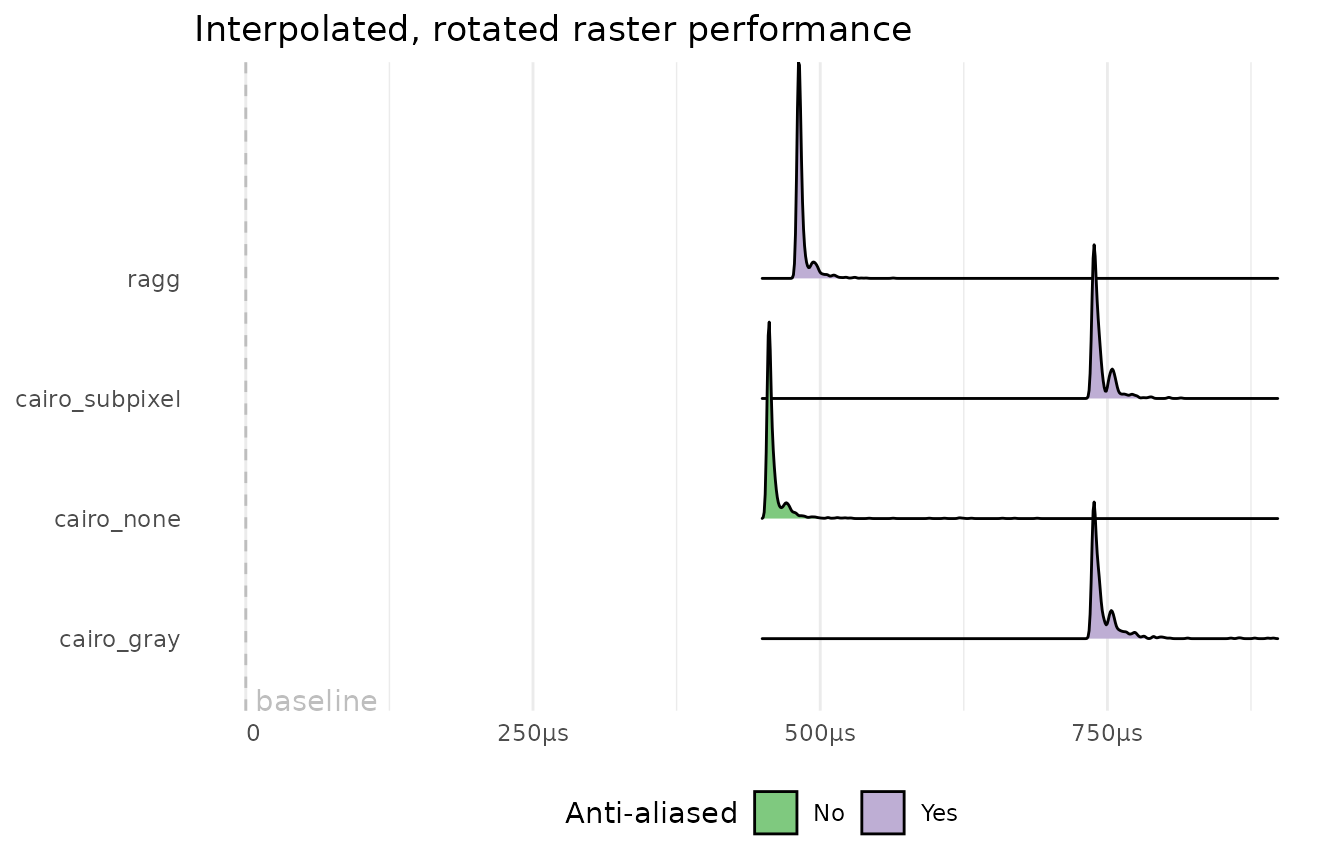 Interpolated, rotated raster performance
ragg
cairo_subpixel
cairo_none
cairo_gray
baseline
0 250µs 500µs 750µs
Anti-aliased No Yes